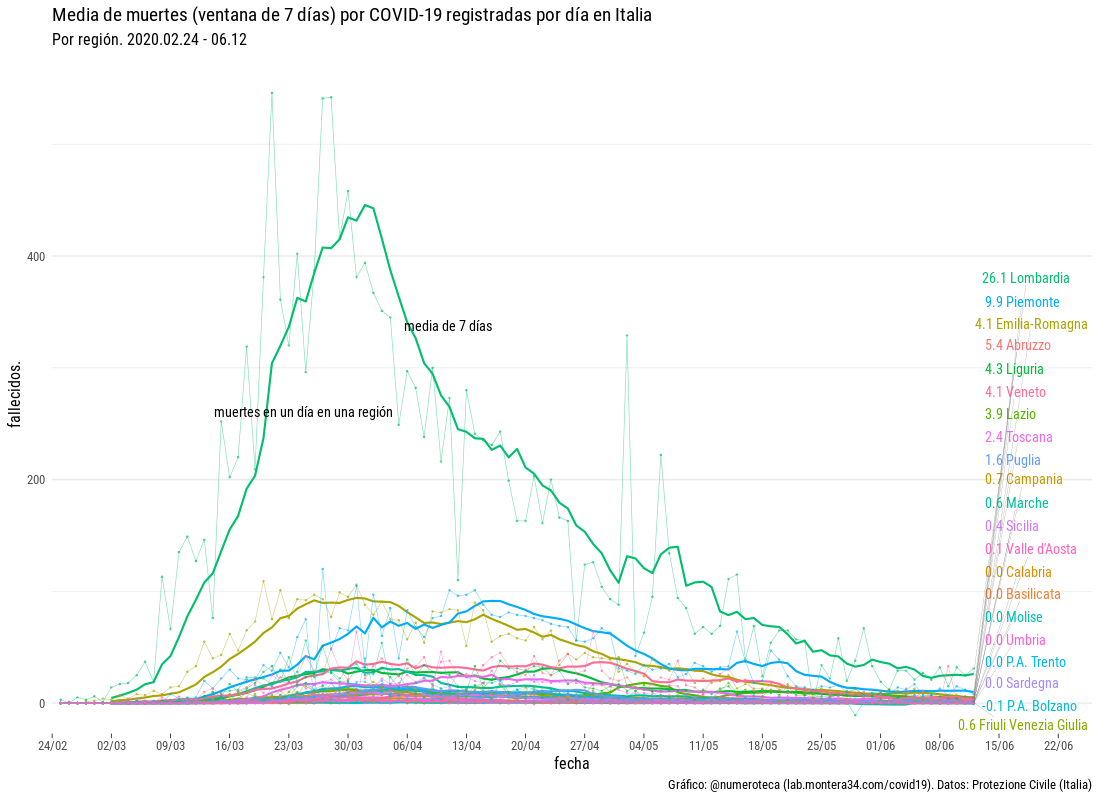 Media de muertes (ventana de 7 días) por COVID-19 registradas por día en Italia
Por región. 2020.02.24 - 06.12
fallecidos.
400
200
0
media de 7 días
muertes en un día en una región
26.1 Lombardia
9.9 Piemonte
4.1 Emilia-Romagna
5.4 Abruzzo
4.3 Liguria
4.1 Veneto
3.9 Lazio
2.4 Toscana
1.6 Puglia
0.7 Campania
0.6 Marche
0.4 Sicilia
0.1 Valle d'Aosta
0.0 Calabria
0.0 Basilicata
0.0 Molise
0.0 Umbria
0.0 P.A. Trento
0.0 Sardegna
-0.1 P.A. Bolzano
0.6 Friuli Venezia Giulia
24/02 02/03 09/03 16/03 23/03 30/03 06/04 13/04 20/04 27/04 04/05 11/05 18/05 25/05 01/06 08/06 15/06 22/06
fecha
Gráfico: @numeroteca (lab.montera34.com/covid19). Datos: Protezione Civile (Italia)